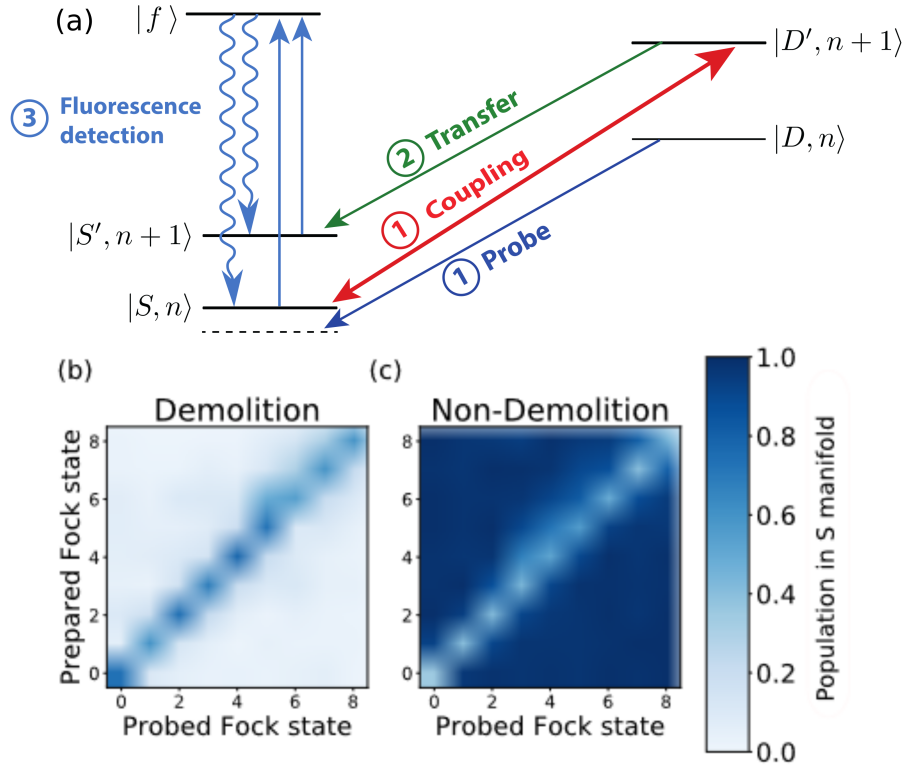 (a)
|f⟩
|D′, n+1⟩
③ Fluorescence
detection
② Transfer
|D, n⟩
① Coupling
|S′, n+1⟩
① Probe
|S, n⟩
(b)
(c)
Demolition
Non-Demolition
Prepared Fock state
8
6
4
2
0
0 2 4 6 8
Probed Fock state
8
6
4
2
0
0 2 4 6 8
Probed Fock state
1.0
0.8
0.6
0.4
0.2
0.0
Population in S manifold